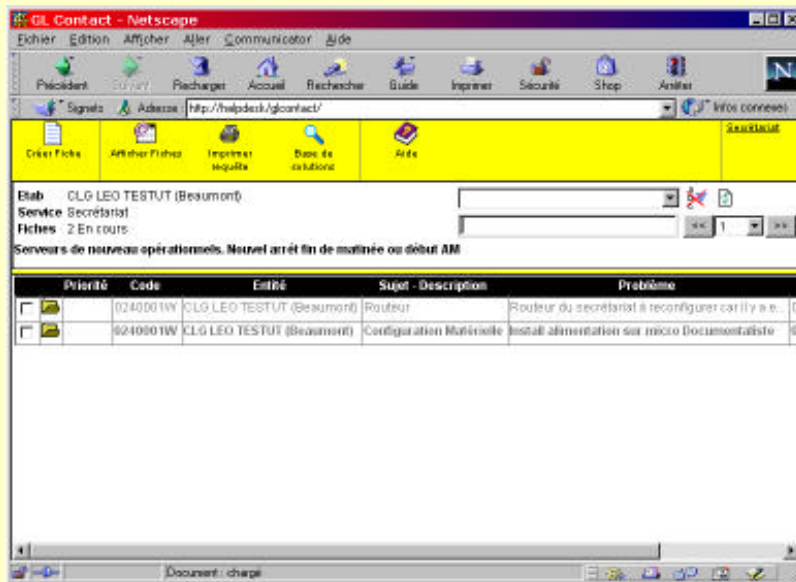 GL Contact - Netscape
Fichier Edition Afficher Aller Communicator Aide
Précédent Suivant Recharger Accueil Rechercher Guide Imprimer Sécurité Shop Arrêter N
Signets Adresse : http://helpdesk/glcontact/ Infos connexes
Créer Fiche Afficher Fiches Imprimer requête Base de solutions Aide Secrétariat
Etab CLG LEO TESTUT (Beaumont)
Service Secrétariat
Fiches 2 En cours << 1 >>
Serveurs de nouveau opérationnels. Nouvel arrêt fin de matinée ou début AM
Priorité Code Entité Sujet - Description Problème
0240001W CLG LEO TESTUT (Beaumont) Routeur Routeur du secrétariat à reconfigurer car il y a e...
0240001W CLG LEO TESTUT (Beaumont) Configuration Matérielle Install alimentation sur micro Documentaliste
Document : chargé